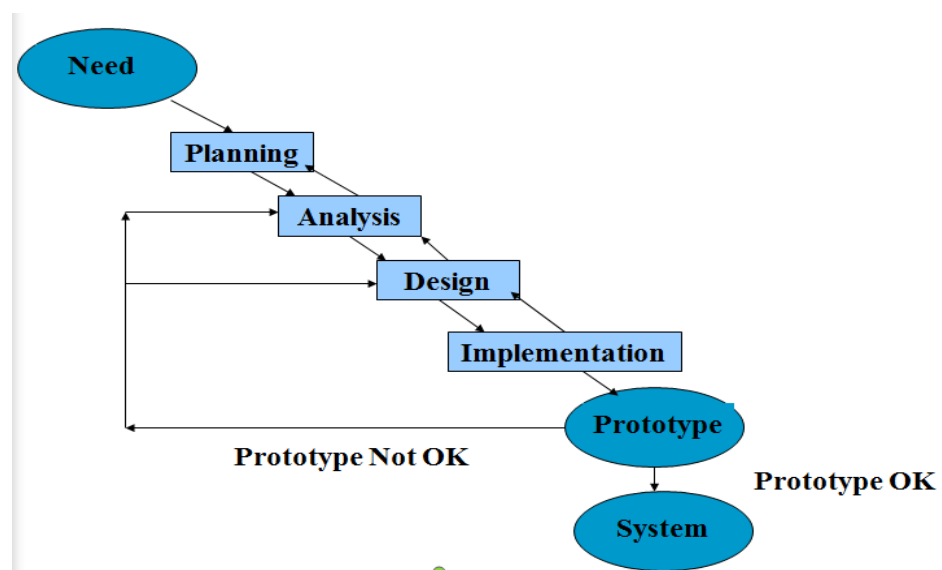 Need
Planning
Analysis
Design
Implementation
Prototype
Prototype Not OK
Prototype OK
System